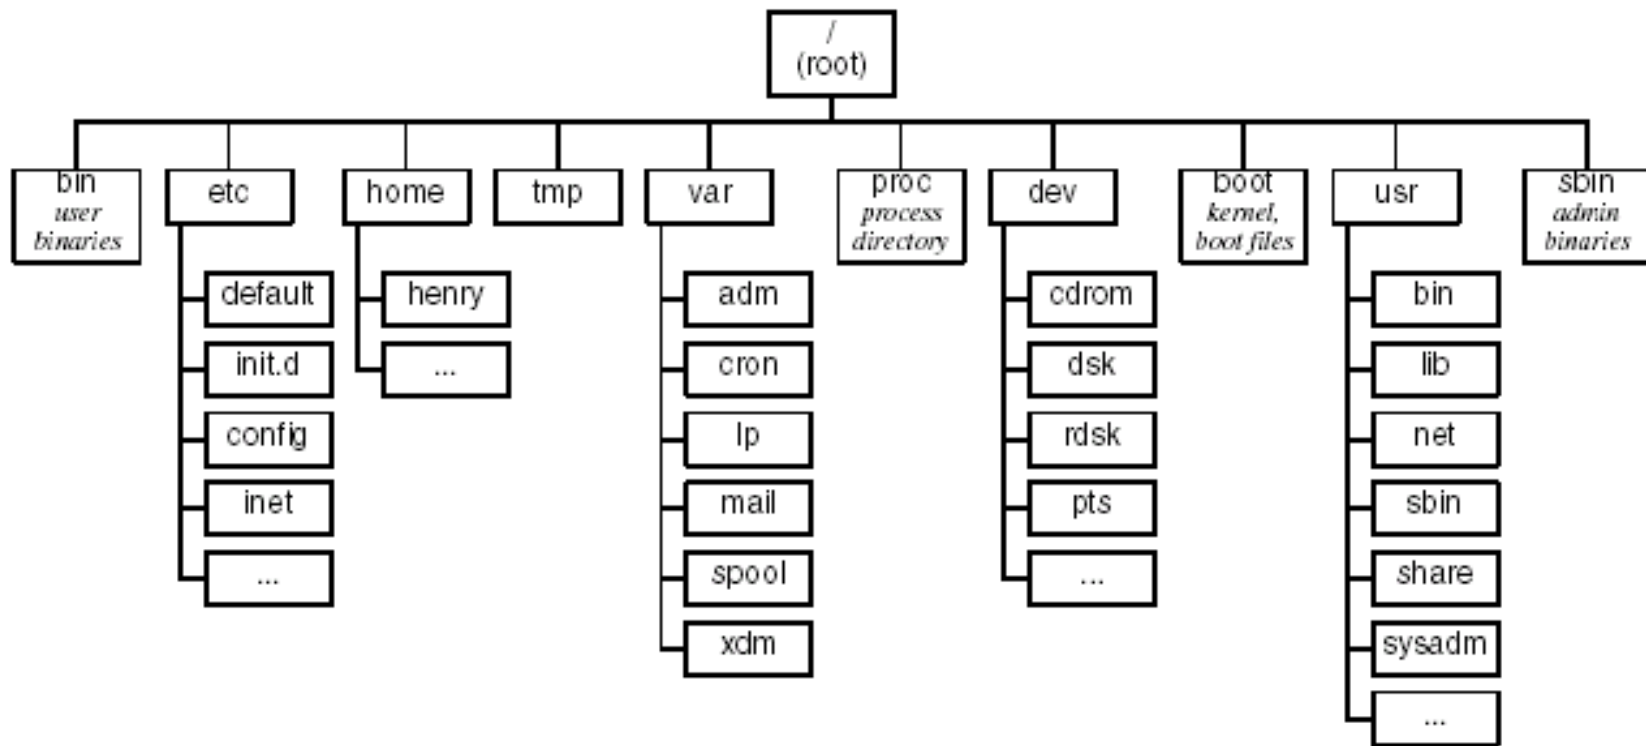 /
(root)
bin
user
binaries
etc
home
tmp
var
proc
process
directory
dev
boot
kernel,
boot files
usr
sbin
admin
binaries
default
init.d
config
inet
...
henry
...
adm
cron
lp
mail
spool
xdm
cdrom
dsk
rdsk
pts
...
bin
lib
net
sbin
share
sysadm
...